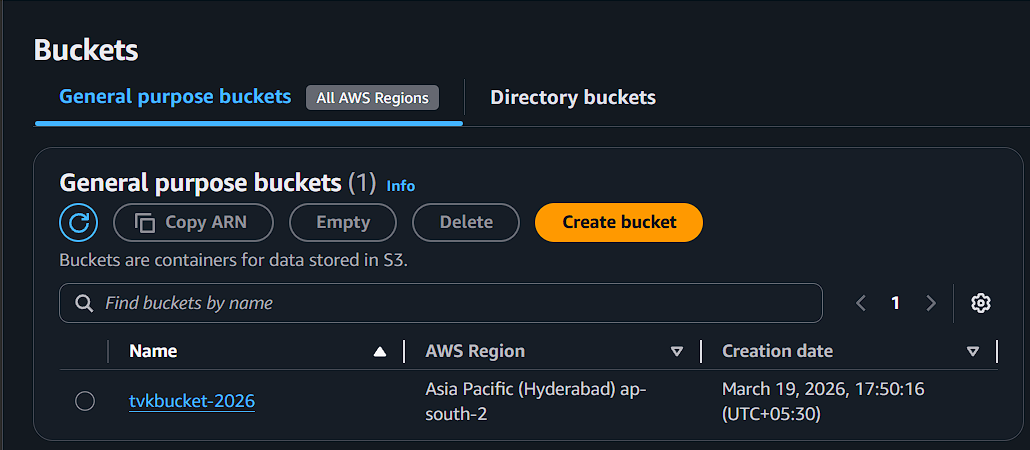 Buckets
General purpose buckets All AWS Regions Directory buckets
General purpose buckets (1) Info
Copy ARN Empty Delete Create bucket
Buckets are containers for data stored in S3.
Find buckets by name 1
Name AWS Region Creation date
tvkbucket-2026 Asia Pacific (Hyderabad) ap- March 19, 2026, 17:50:16
south-2 (UTC+05:30)